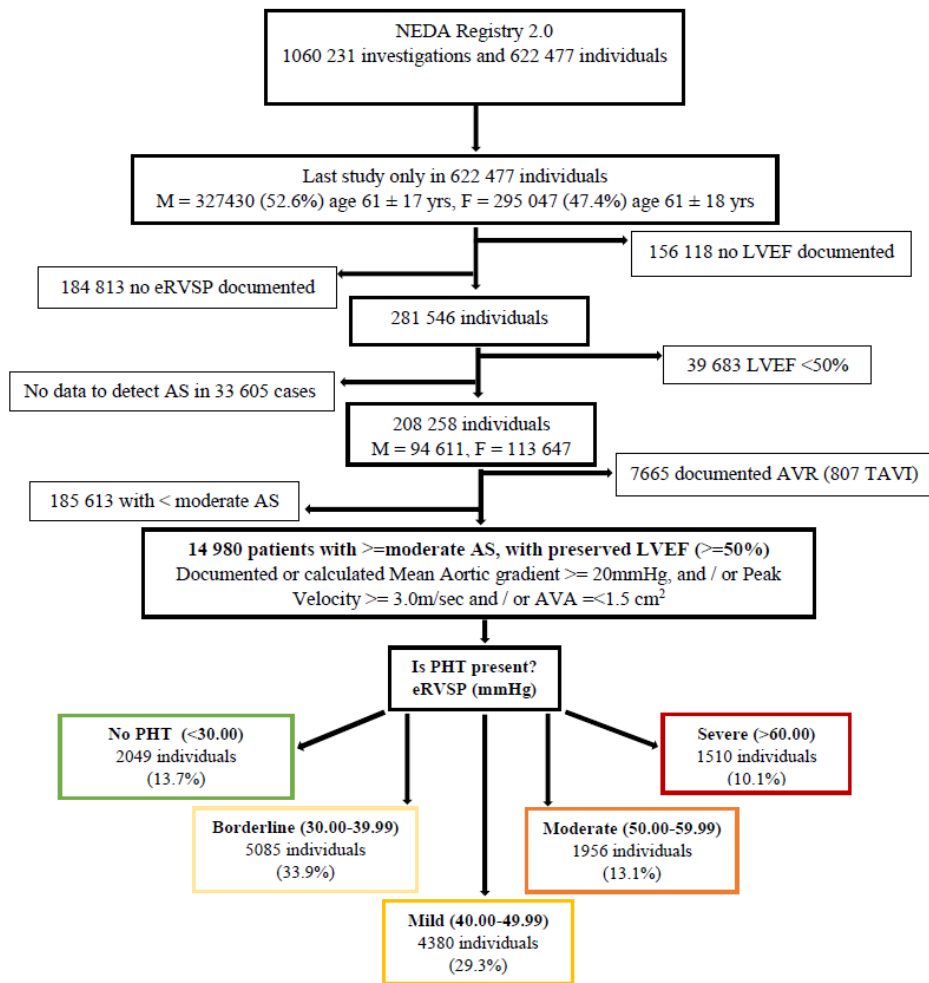 NEDA Registry 2.0
1060 231 investigations and 622 477 individuals
Last study only in 622 477 individuals
M = 327430 (52.6%) age 61 ± 17 yrs, F = 295 047 (47.4%) age 61 ± 18 yrs
156 118 no LVEF documented
184 813 no eRVSP documented
281 546 individuals
39 683 LVEF <50%
No data to detect AS in 33 605 cases
208 258 individuals
M = 94 611, F = 113 647
7665 documented AVR (807 TAVI)
185 613 with < moderate AS
14 980 patients with >=moderate AS, with preserved LVEF (>=50%)
Documented or calculated Mean Aortic gradient >= 20mmHg, and / or Peak
Velocity >= 3.0m/sec and / or AVA =<1.5 cm²
Is PHT present?
eRVSP (mmHg)
No PHT (<30.00)
2049 individuals
(13.7%)
Severe (>60.00)
1510 individuals
(10.1%)
Borderline (30.00-39.99)
5085 individuals
(33.9%)
Moderate (50.00-59.99)
1956 individuals
(13.1%)
Mild (40.00-49.99)
4380 individuals
(29.3%)